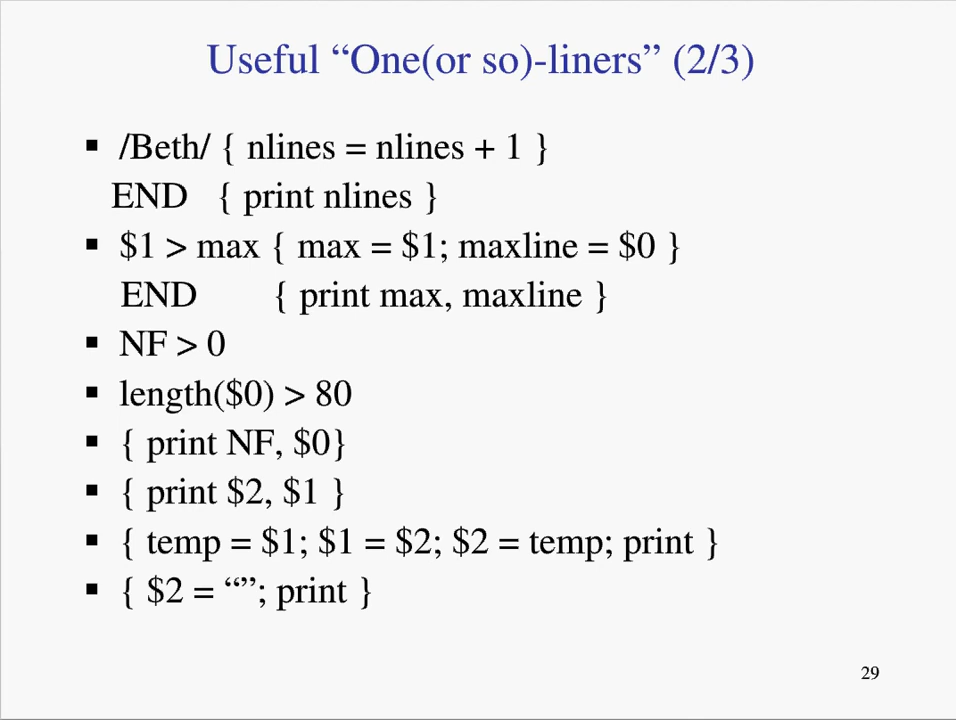 Useful “One(or so)-liners” (2/3)
▪ /Beth/ { nlines = nlines + 1 }
END { print nlines }
▪ $1 > max { max = $1; maxline = $0 }
END { print max, maxline }
▪ NF > 0
▪ length($0) > 80
▪ { print NF, $0}
▪ { print $2, $1 }
▪ { temp = $1; $1 = $2; $2 = temp; print }
▪ { $2 = “”; print }
29